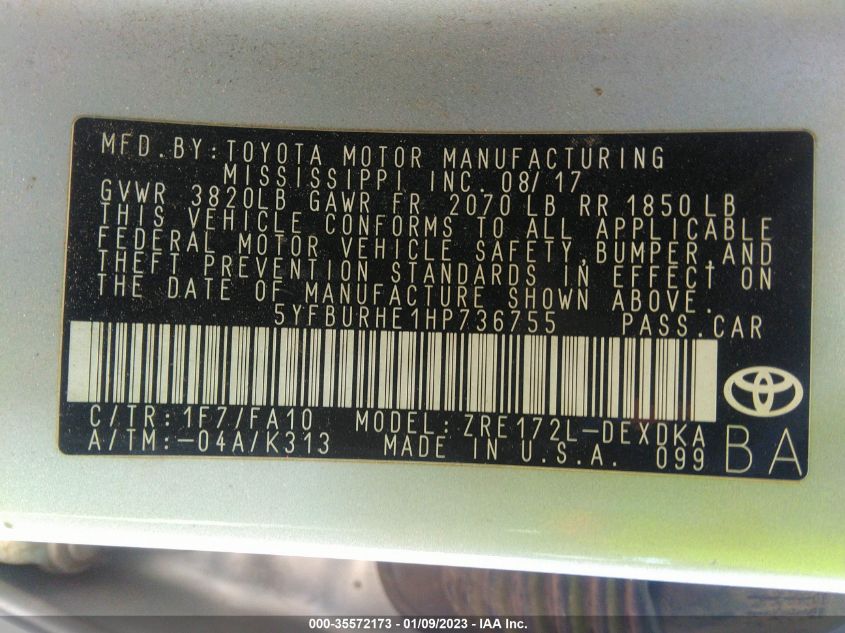 MFD.BY:TOYOTA MOTOR MANUFACTURING
MISSISSIPPI INC. 08/17
GVWR 3820LB GAWR FR 2070 LB RR 1850 LB
THIS VEHICLE CONFORMS TO ALL APPLICABLE
FEDERAL MOTOR VEHICLE SAFETY,BUMPER,AND
THEFT PREVENTION STANDARDS IN EFFECT ON
THE DATE OF MANUFACTURE SHOWN ABOVE.
5YFBURHE1HP736755 PASS.CAR
C/TR:1F7/FA10 MODEL:ZRE172L-DEXDKA
A/TM:-04A/K313 MADE IN U.S.A. 099 BA
000-35572173 - 01/09/2023 - IAA Inc.